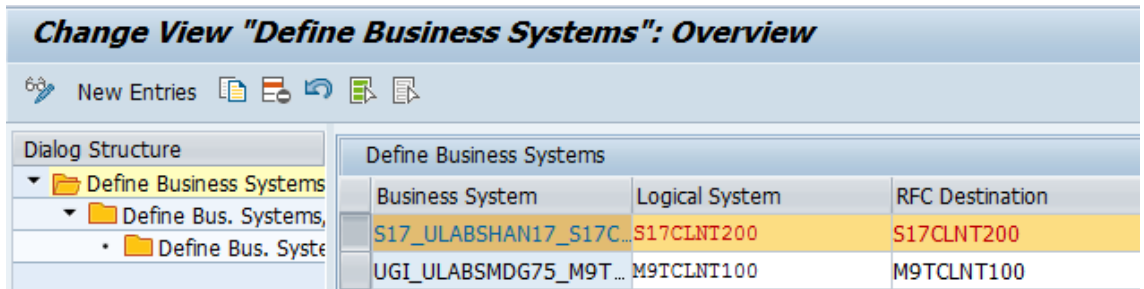 Change View "Define Business Systems": Overview
New Entries
Dialog Structure
Define Business Systems
Define Bus. Systems,
Define Bus. Syste
Define Business Systems
Business System Logical System RFC Destination
S17_ULABSHAN17_S17C... S17CLNT200 S17CLNT200
UGI_ULABSMDG75_M9T... M9TCLNT100 M9TCLNT100